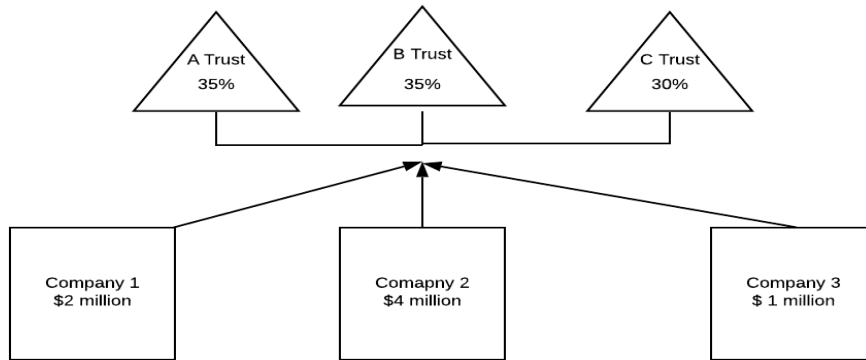 A Trust
35%
B Trust
35%
C Trust
30%
Company 1
$2 million
Comapny 2
$4 million
Company 3
$ 1 million